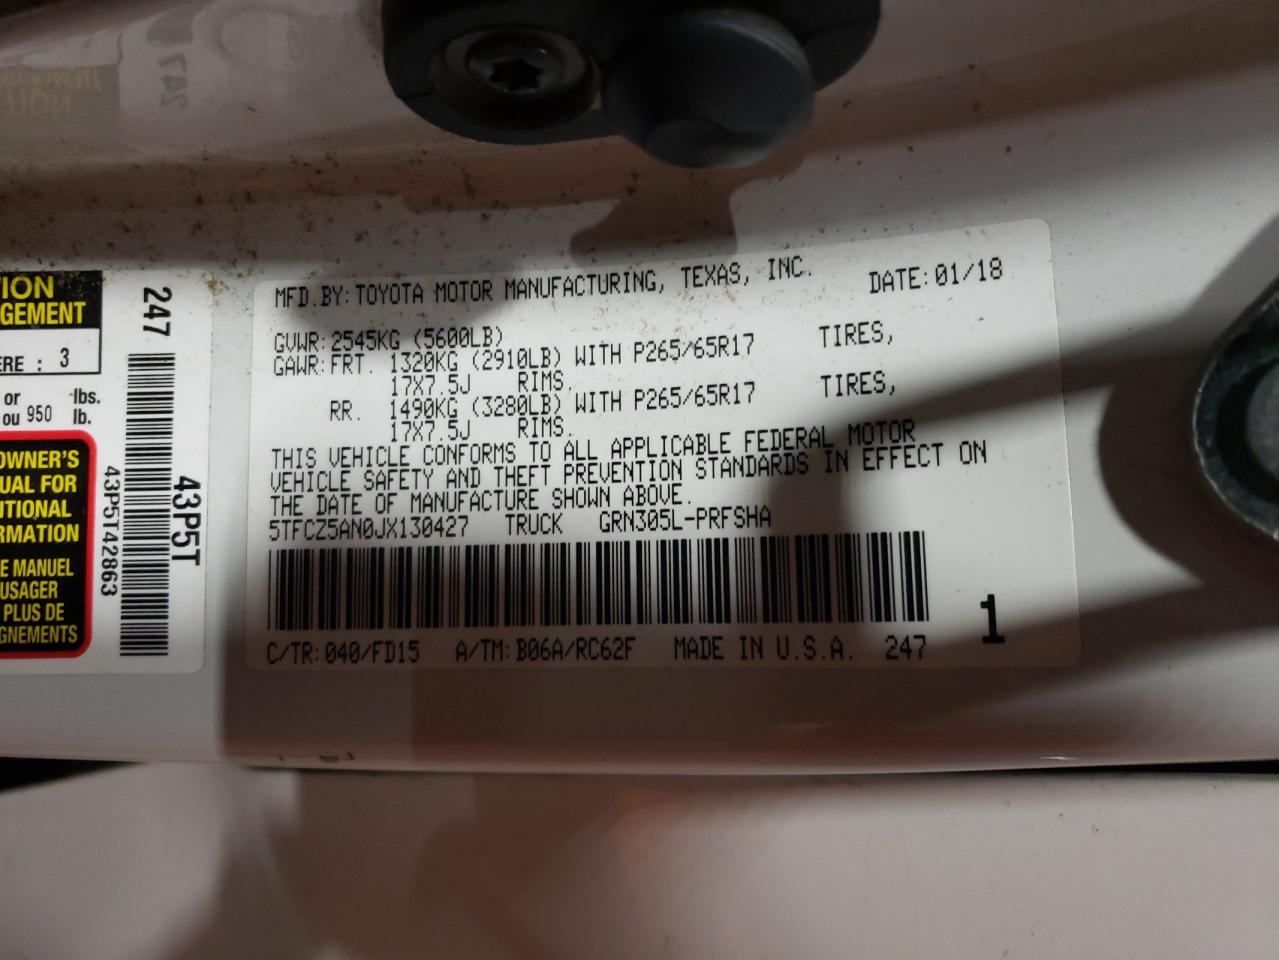 MFD.BY:TOYOTA MOTOR MANUFACTURING, TEXAS, INC. DATE:01/18
GVWR:2545KG (5600LB)
GAWR:FRT. 1320KG (2910LB) WITH P265/65R17 TIRES,
17X7.5J RIMS.
RR. 1490KG (3280LB) WITH P265/65R17 TIRES,
17X7.5J RIMS.
THIS VEHICLE CONFORMS TO ALL APPLICABLE FEDERAL MOTOR
VEHICLE SAFETY AND THEFT PREVENTION STANDARDS IN EFFECT ON
THE DATE OF MANUFACTURE SHOWN ABOVE.
5TFCZ5AN0JX130427 TRUCK GRN305L-PRFSHA
1
C/TR:040/FD15 A/TM:B06A/RC62F MADE IN U.S.A. 247
TION
GEMENT
ERE : 3
or lbs.
ou 950 lb.
OWNER'S
UAL FOR
ITIONAL
RMATION
E MANUEL
USAGER
PLUS DE
GNEMENTS
247
43P5T
43P5T42863